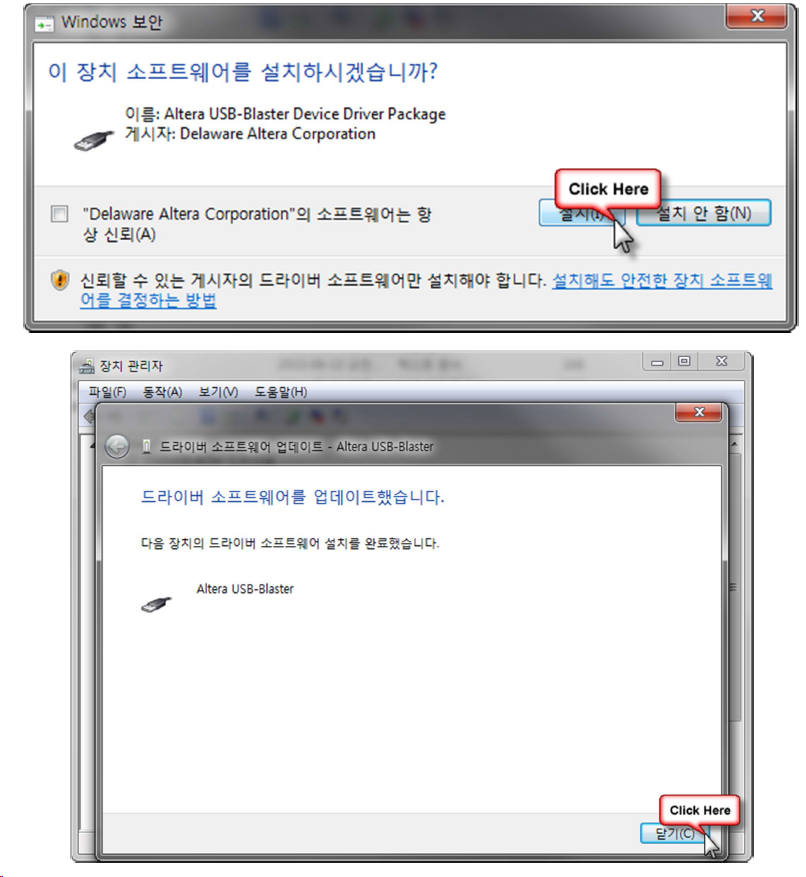 Windows 보안
이 장치 소프트웨어를 설치하시겠습니까?
이름: Altera USB-Blaster Device Driver Package
게시자: Delaware Altera Corporation
Click Here
"Delaware Altera Corporation"의 소프트웨어는 항
상 신뢰(A)
설치(I)
설치 안 함(N)
신뢰할 수 있는 게시자의 드라이버 소프트웨어만 설치해야 합니다. 설치해도 안전한 장치 소프트웨
어를 결정하는 방법
장치 관리자
파일(F) 동작(A) 보기(V) 도움말(H)
드라이버 소프트웨어 업데이트 - Altera USB-Blaster
드라이버 소프트웨어를 업데이트했습니다.
다음 장치의 드라이버 소프트웨어 설치를 완료했습니다.
Altera USB-Blaster
Click Here
닫기(C)